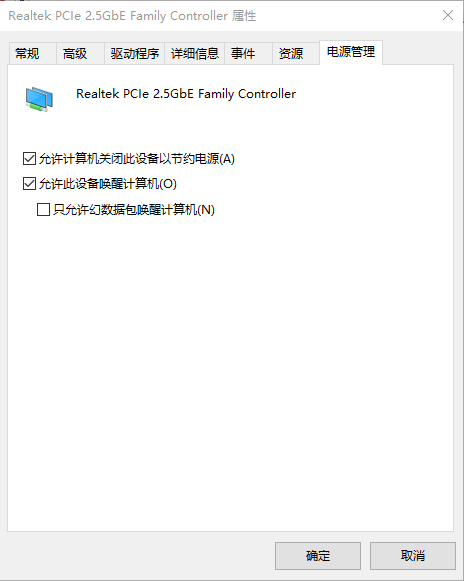 Realtek PCIe 2.5GbE Family Controller 属性
常规 高级 驱动程序 详细信息 事件 资源 电源管理
Realtek PCIe 2.5GbE Family Controller
允许计算机关闭此设备以节约电源(A)
允许此设备唤醒计算机(O)
只允许幻数据包唤醒计算机(N)
确定 取消